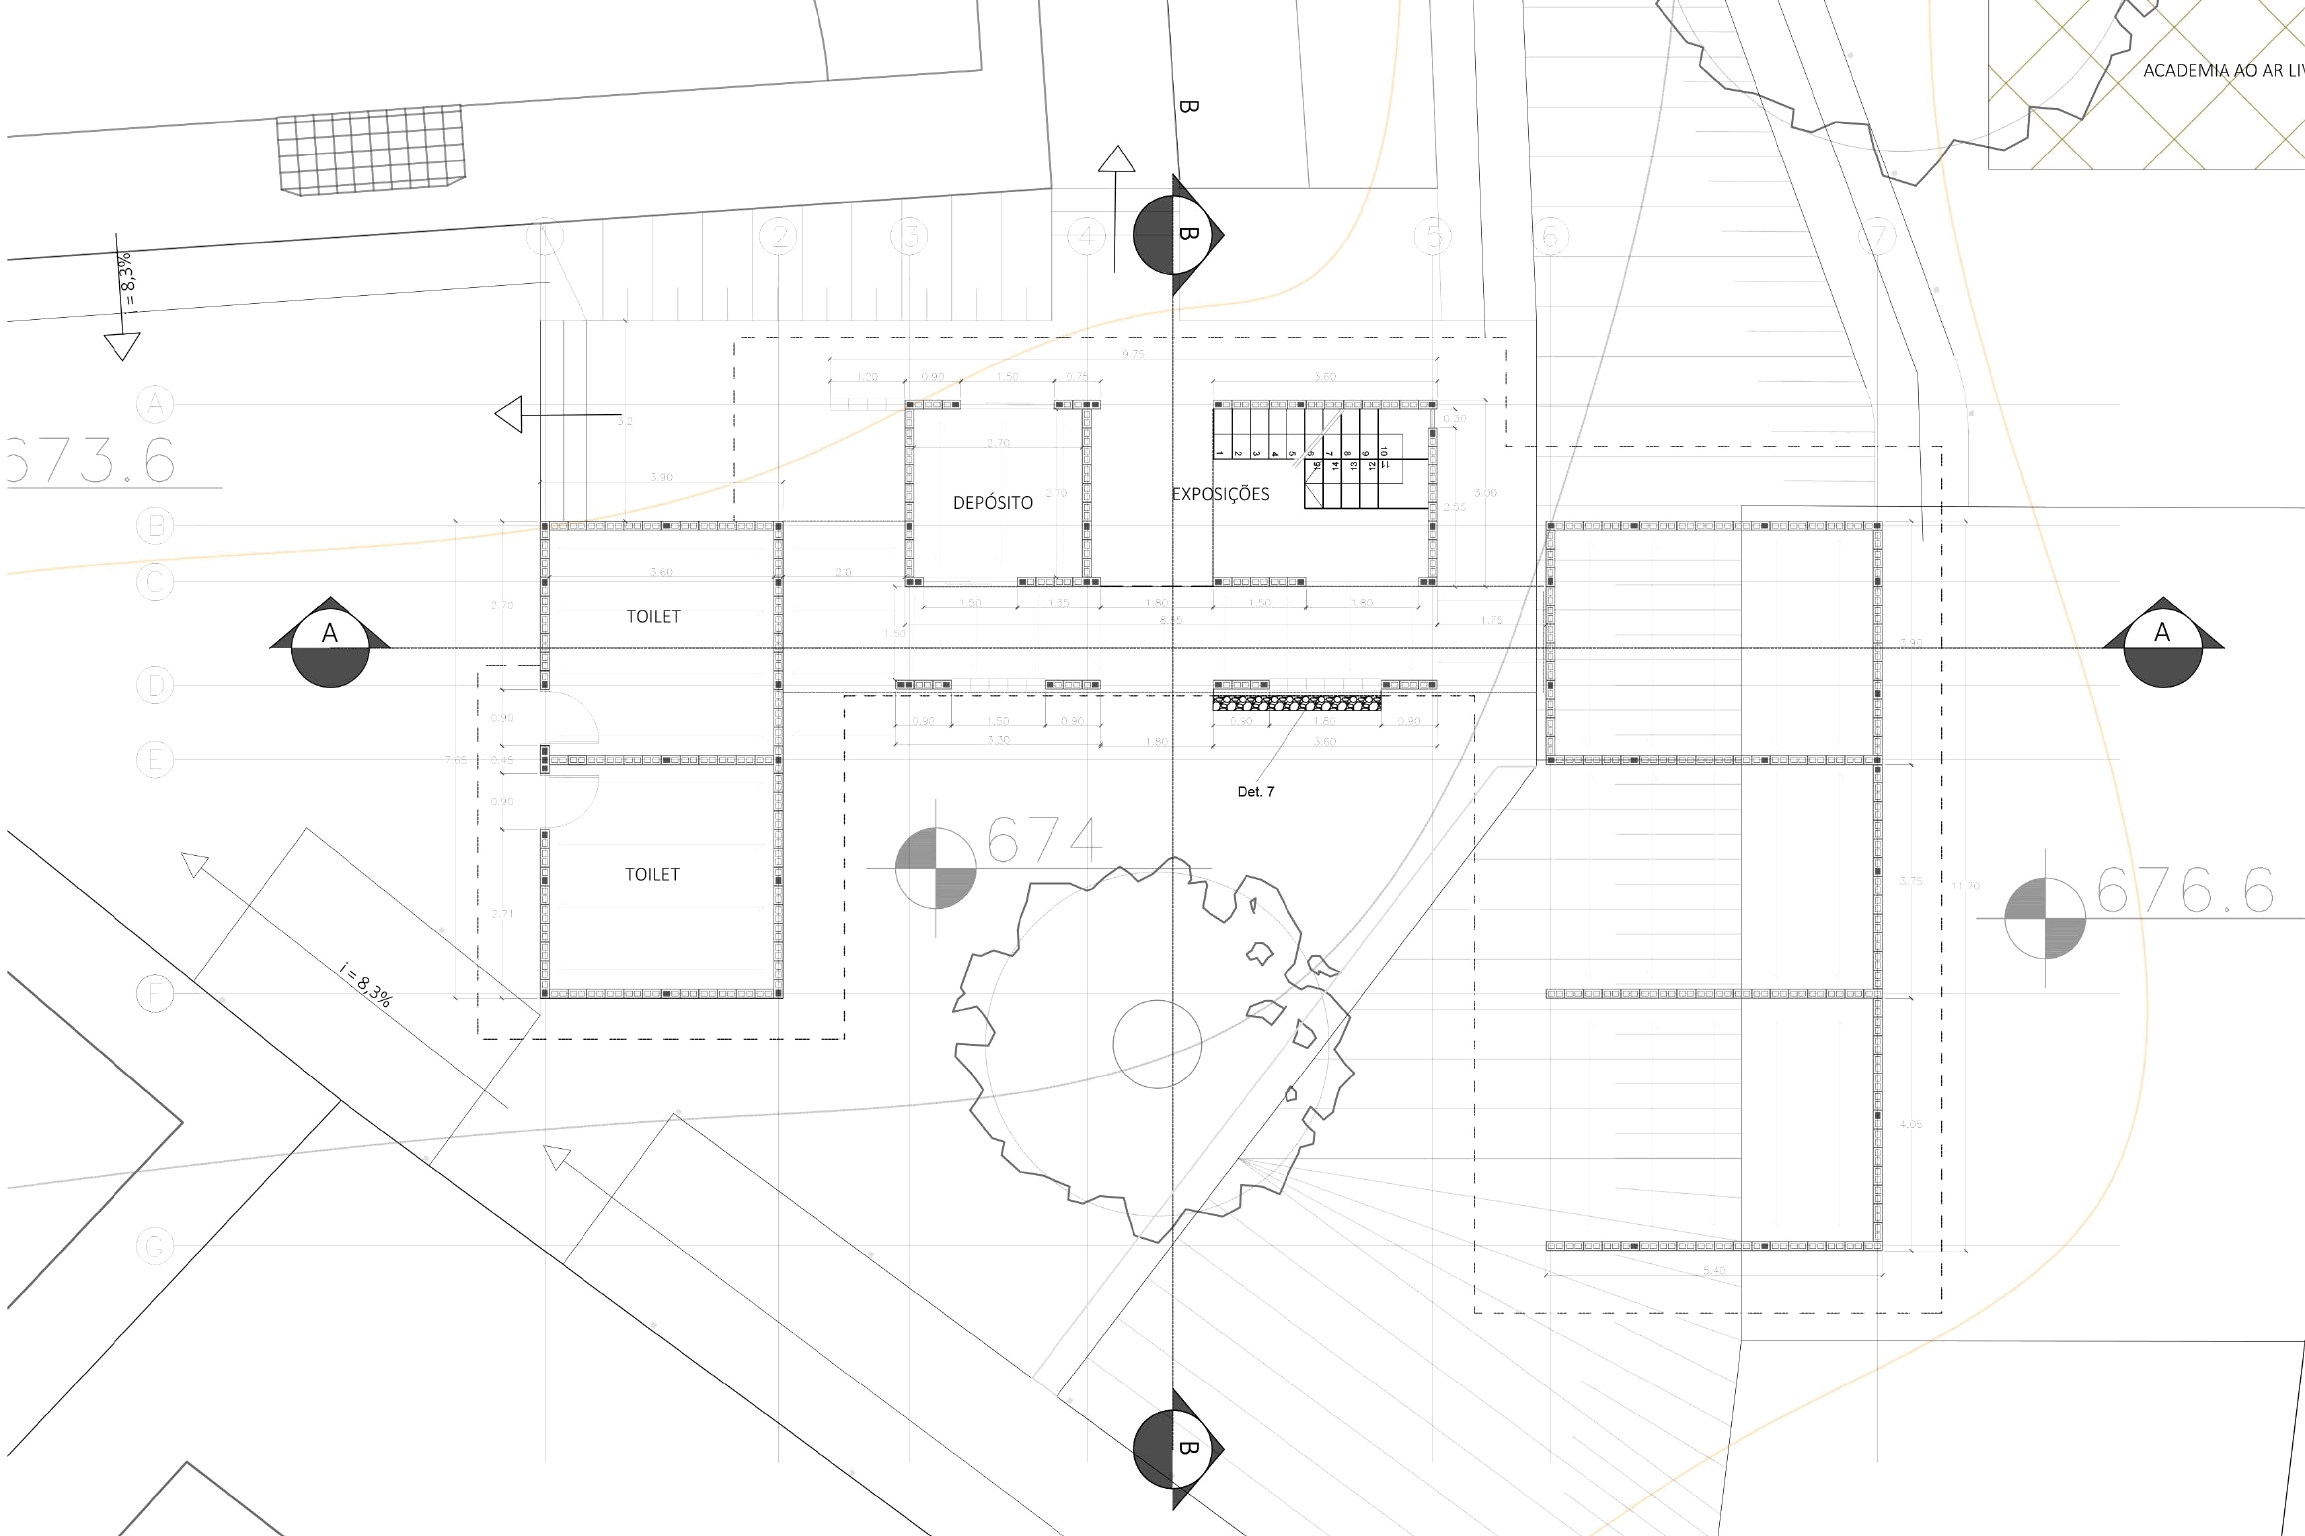 ACADEMIA AO AR LIV
B
i = 8,3%
B
1
2
3
4
5
6
7
9.75
1.20
0.90
1.50
0.75
3.60
A
673.6
3.2
0.30
2.70
3.90
1 2 3 4 5 6 7 8 9 10
15 14 13 12 11
DEPÓSITO
2.70
EXPOSIÇÕES
3.00
2.55
B
C
3.60
2.0
2.70
TOILET
1.50
1.35
1.80
1.50
1.80
8.55
1.75
1.50
A
A
3.90
D
0.90
0.90
1.50
0.90
0.90
1.80
0.90
3.30
1.80
3.60
E
7.65
0.45
0.90
Det. 7
674
TOILET
2.71
3.75
11.70
676.6
i = 8,3%
F
4.05
G
5.40
B